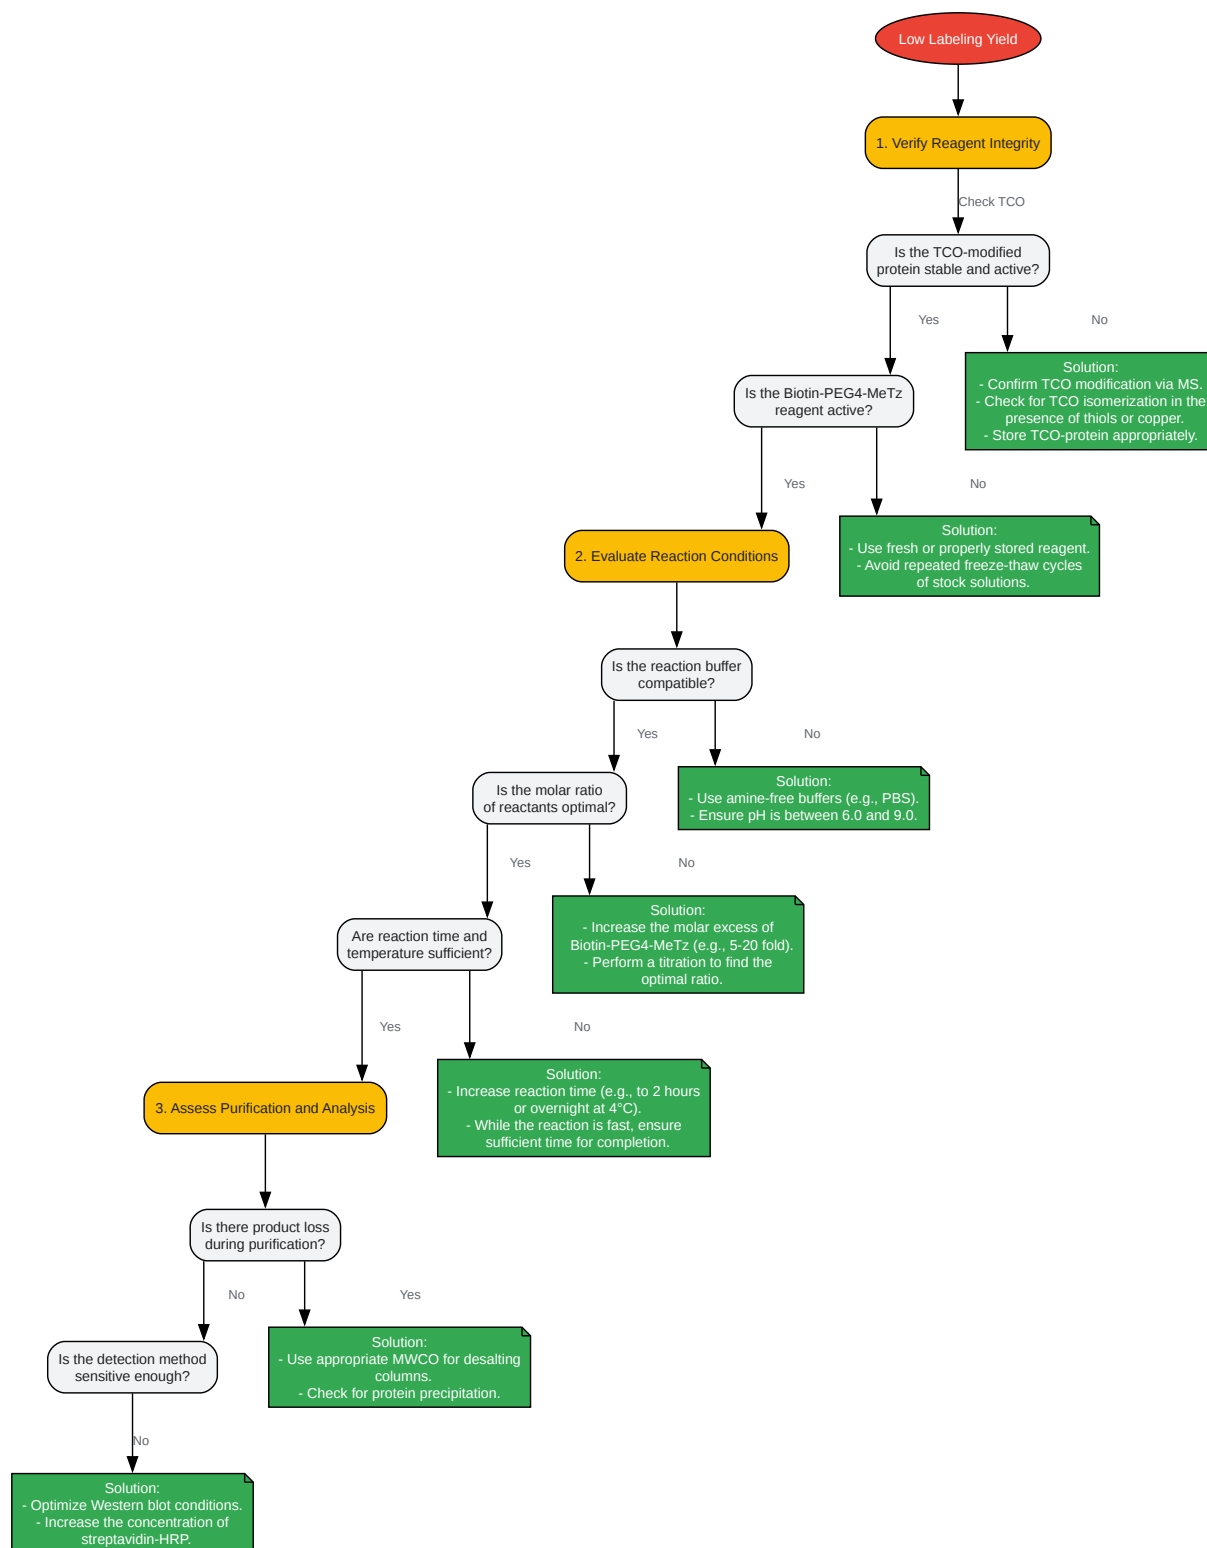 Low Labeling Yield
1. Verify Reagent Integrity
Check TCO
Is the TCO-modified
protein stable and active?
Yes
No
Solution:
- Confirm TCO modification via MS.
- Check for TCO isomerization in the
presence of thiols or copper.
- Store TCO-protein appropriately.
Is the Biotin-PEG4-MeTz
reagent active?
Yes
No
Solution:
- Use fresh or properly stored reagent.
- Avoid repeated freeze-thaw cycles
of stock solutions.
2. Evaluate Reaction Conditions
Is the reaction buffer
compatible?
Yes
No
Solution:
- Use amine-free buffers (e.g., PBS).
- Ensure pH is between 6.0 and 9.0.
Is the molar ratio
of reactants optimal?
Yes
No
Solution:
- Increase the molar excess of
Biotin-PEG4-MeTz (e.g., 5-20 fold).
- Perform a titration to find the
optimal ratio.
Are reaction time and
temperature sufficient?
Yes
No
Solution:
- Increase reaction time (e.g., to 2 hours
or overnight at 4°C).
- While the reaction is fast, ensure
sufficient time for completion.
3. Assess Purification and Analysis
Is there product loss
during purification?
No
Yes
Solution:
- Use appropriate MWCO for desalting
columns.
- Check for protein precipitation.
Is the detection method
sensitive enough?
No
Solution:
- Optimize Western blot conditions.
- Increase the concentration of
streptavidin-HRP.